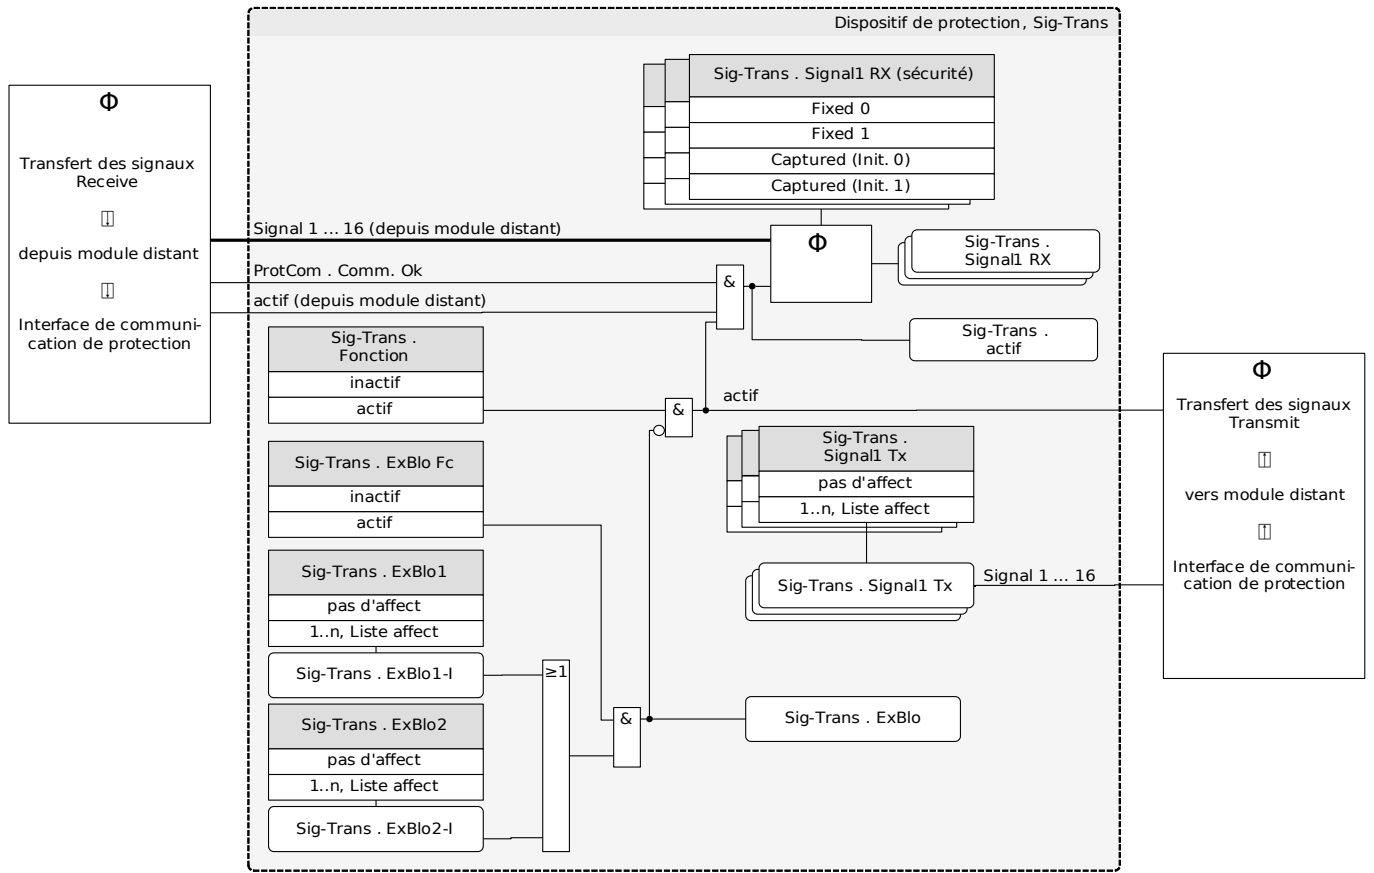 Dispositif de protection, Sig-Trans
Φ
Transfert des signaux
Receive
depuis module distant
Interface de communi-
cation de protection
Sig-Trans . Signal1 RX (sécurité)
Fixed 0
Fixed 1
Captured (Init. 0)
Captured (Init. 1)
Signal 1 ... 16 (depuis module distant)
ProtCom . Comm. Ok
actif (depuis module distant)
&
Φ
Sig-Trans .
Signal1 RX
Sig-Trans .
actif
Sig-Trans .
Fonction
inactif
actif
&
actif
Sig-Trans . ExBlo Fc
inactif
actif
Sig-Trans .
Signal1 Tx
pas d'affect
1..n, Liste affect
Sig-Trans . Signal1 Tx
Signal 1 ... 16
Sig-Trans . ExBlo1
pas d'affect
1..n, Liste affect
Sig-Trans . ExBlo1-I
≥1
Sig-Trans . ExBlo2
pas d'affect
1..n, Liste affect
Sig-Trans . ExBlo2-I
&
Sig-Trans . ExBlo
Φ
Transfert des signaux
Transmit
vers module distant
Interface de communi-
cation de protection